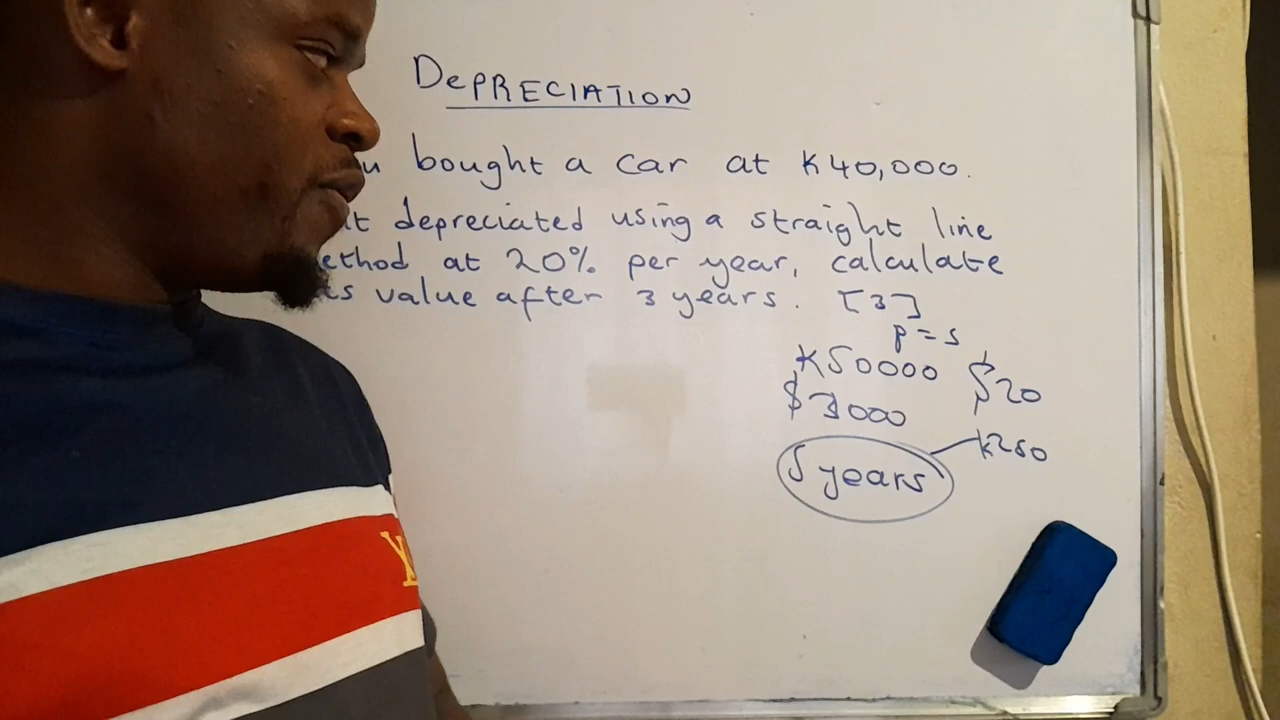 DEPRECIATION
u bought a car at K40,000.
t depreciated using a straight line
ethod at 20% per year, calculate
ts value after 3 years. [3]
p = s
K50000 $20
$3000
K250
5 years